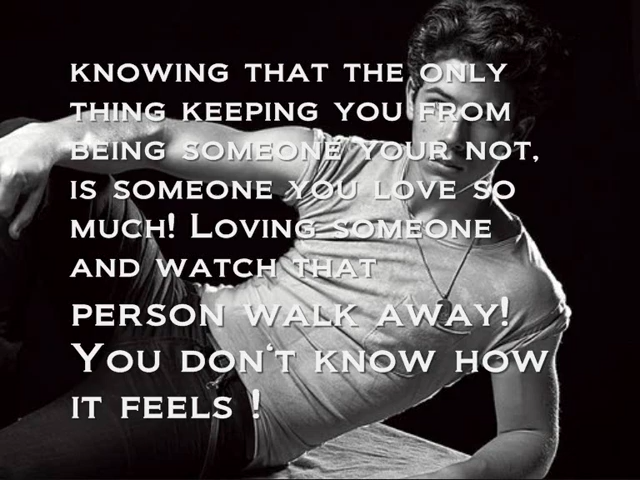 KNOWING THAT THE ONLY
THING KEEPING YOU FROM
BEING SOMEONE YOUR NOT,
IS SOMEONE YOU LOVE SO
MUCH! LOVING SOMEONE
AND WATCH THAT
PERSON WALK AWAY!
YOU DON'T KNOW HOW
IT FEELS !